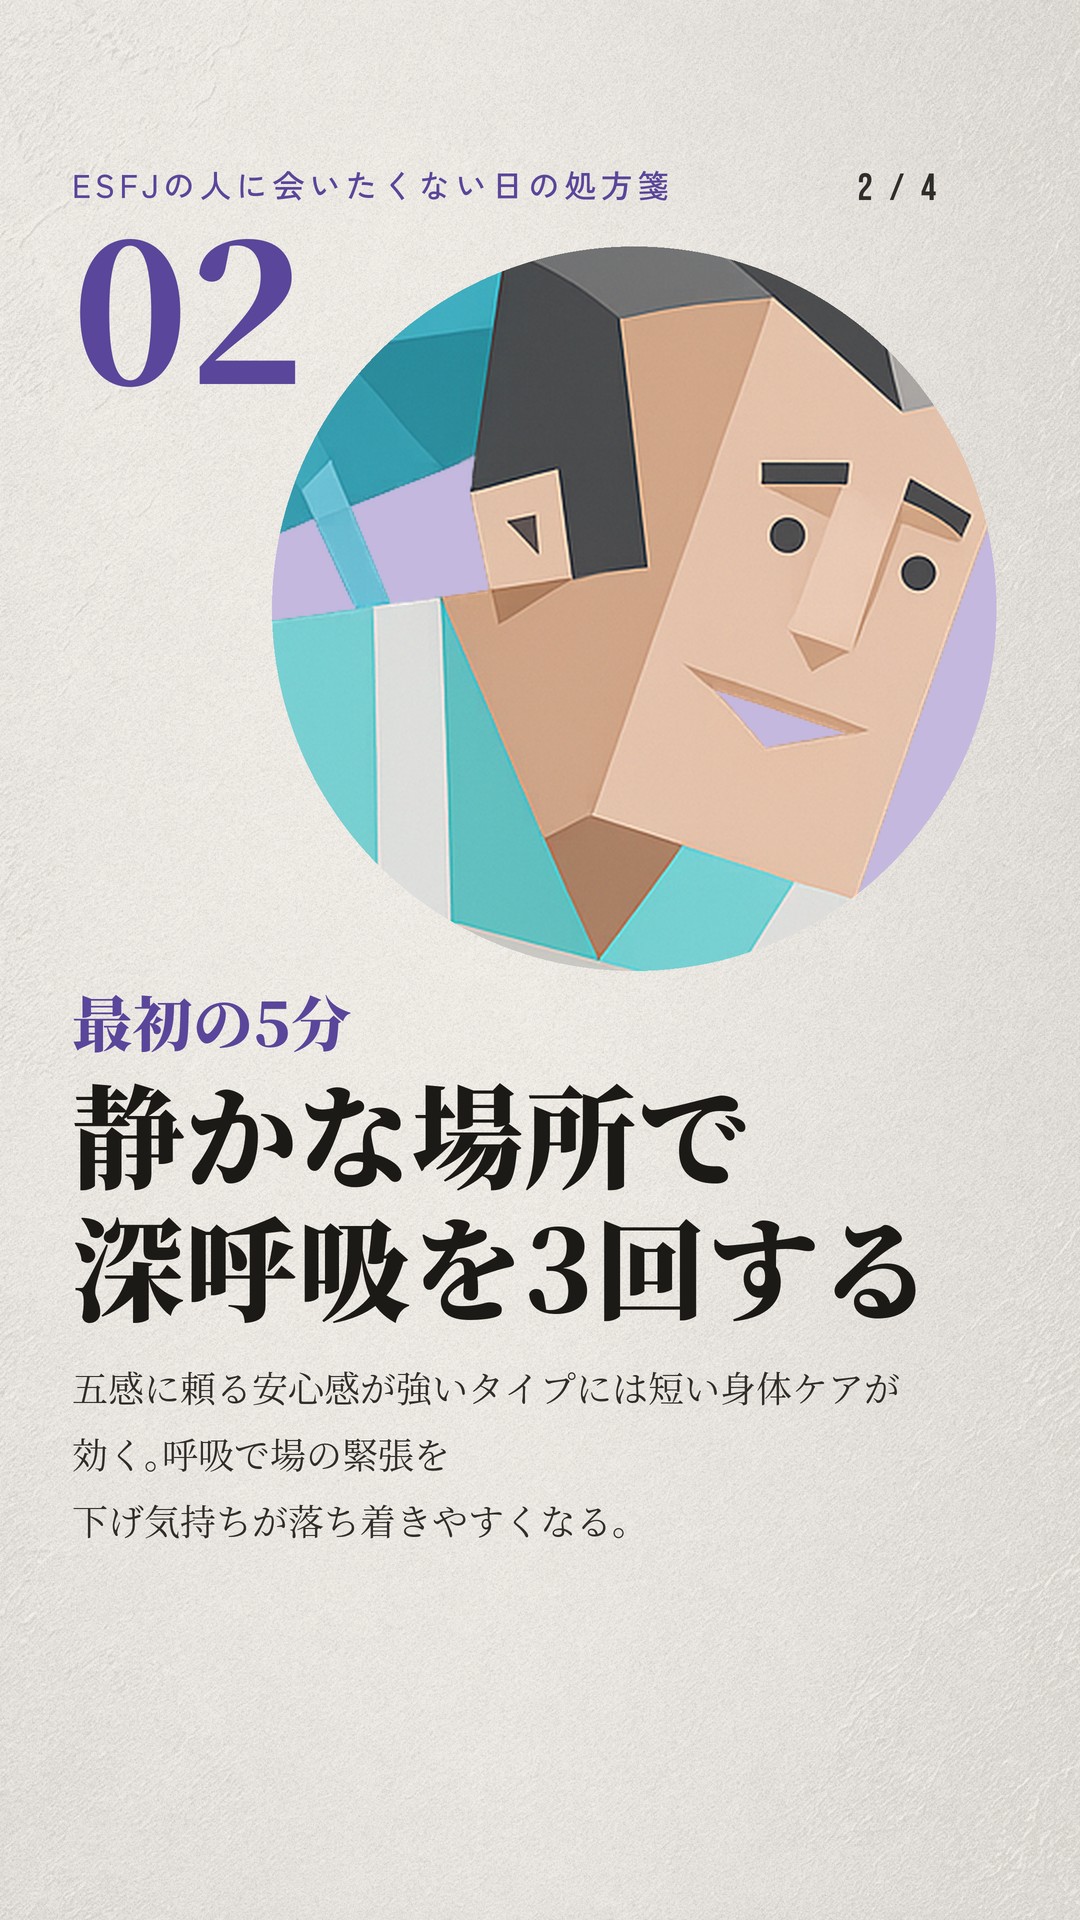 ESFJの人に会いたくない日の処方箋
2 / 4
02
最初の5分
静かな場所で
深呼吸を3回する
五感に頼る安心感が強いタイプには短い身体ケアが
効く。呼吸で場の緊張を
下げ気持ちが落ち着きやすくなる。